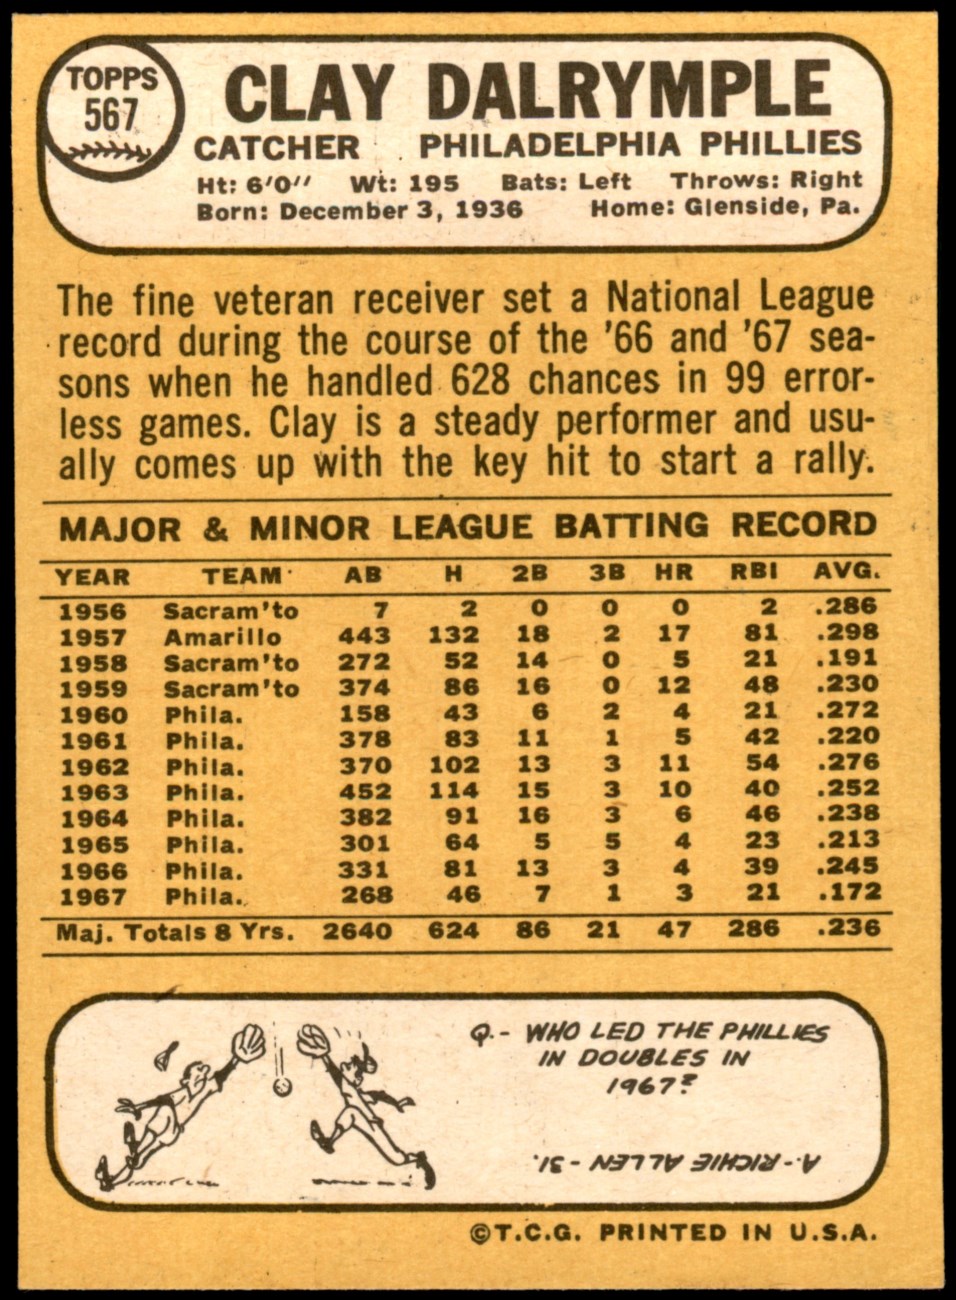 TOPPS
567
CLAY DALRYMPLE
CATCHER PHILADELPHIA PHILLIES
Ht: 6'0" Wt: 195 Bats: Left Throws: Right
Born: December 3, 1936 Home: Glenside, Pa.
The fine veteran receiver set a National League
record during the course of the '66 and '67 sea-
sons when he handled 628 chances in 99 error-
less games. Clay is a steady performer and usu-
ally comes up with the key hit to start a rally.
MAJOR & MINOR LEAGUE BATTING RECORD
YEAR TEAM AB H 2B 3B HR RBI AVG.
1956 Sacram'to 7 2 0 0 0 2 .286
1957 Amarillo 443 132 18 2 17 81 .298
1958 Sacram'to 272 52 14 0 5 21 .191
1959 Sacram'to 374 86 16 0 12 48 .230
1960 Phila. 158 43 6 2 4 21 .272
1961 Phila. 378 83 11 1 5 42 .220
1962 Phila. 370 102 13 3 11 54 .276
1963 Phila. 452 114 15 3 10 40 .252
1964 Phila. 382 91 16 3 6 46 .238
1965 Phila. 301 64 5 5 4 23 .213
1966 Phila. 331 81 13 3 4 39 .245
1967 Phila. 268 46 7 1 3 21 .172
Maj. Totals 8 Yrs. 2640 624 86 21 47 286 .236
Q.- WHO LED THE PHILLIES
IN DOUBLES IN
1967?
A.- RICHIE ALLEN - 31.
©T.C.G. PRINTED IN U.S.A.